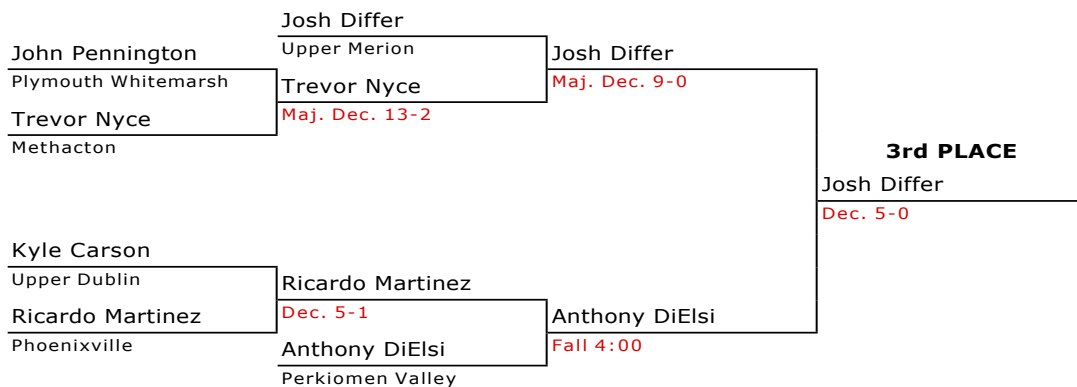 Josh Differ
Upper Merion
John Pennington
Plymouth Whitemarsh
Trevor Nyce
Methacton
Trevor Nyce
Maj. Dec. 13-2
Josh Differ
Maj. Dec. 9-0
3rd PLACE
Josh Differ
Dec. 5-0
Kyle Carson
Upper Dublin
Ricardo Martinez
Phoenixville
Ricardo Martinez
Dec. 5-1
Anthony DiElsi
Perkiomen Valley
Anthony DiElsi
Fall 4:00